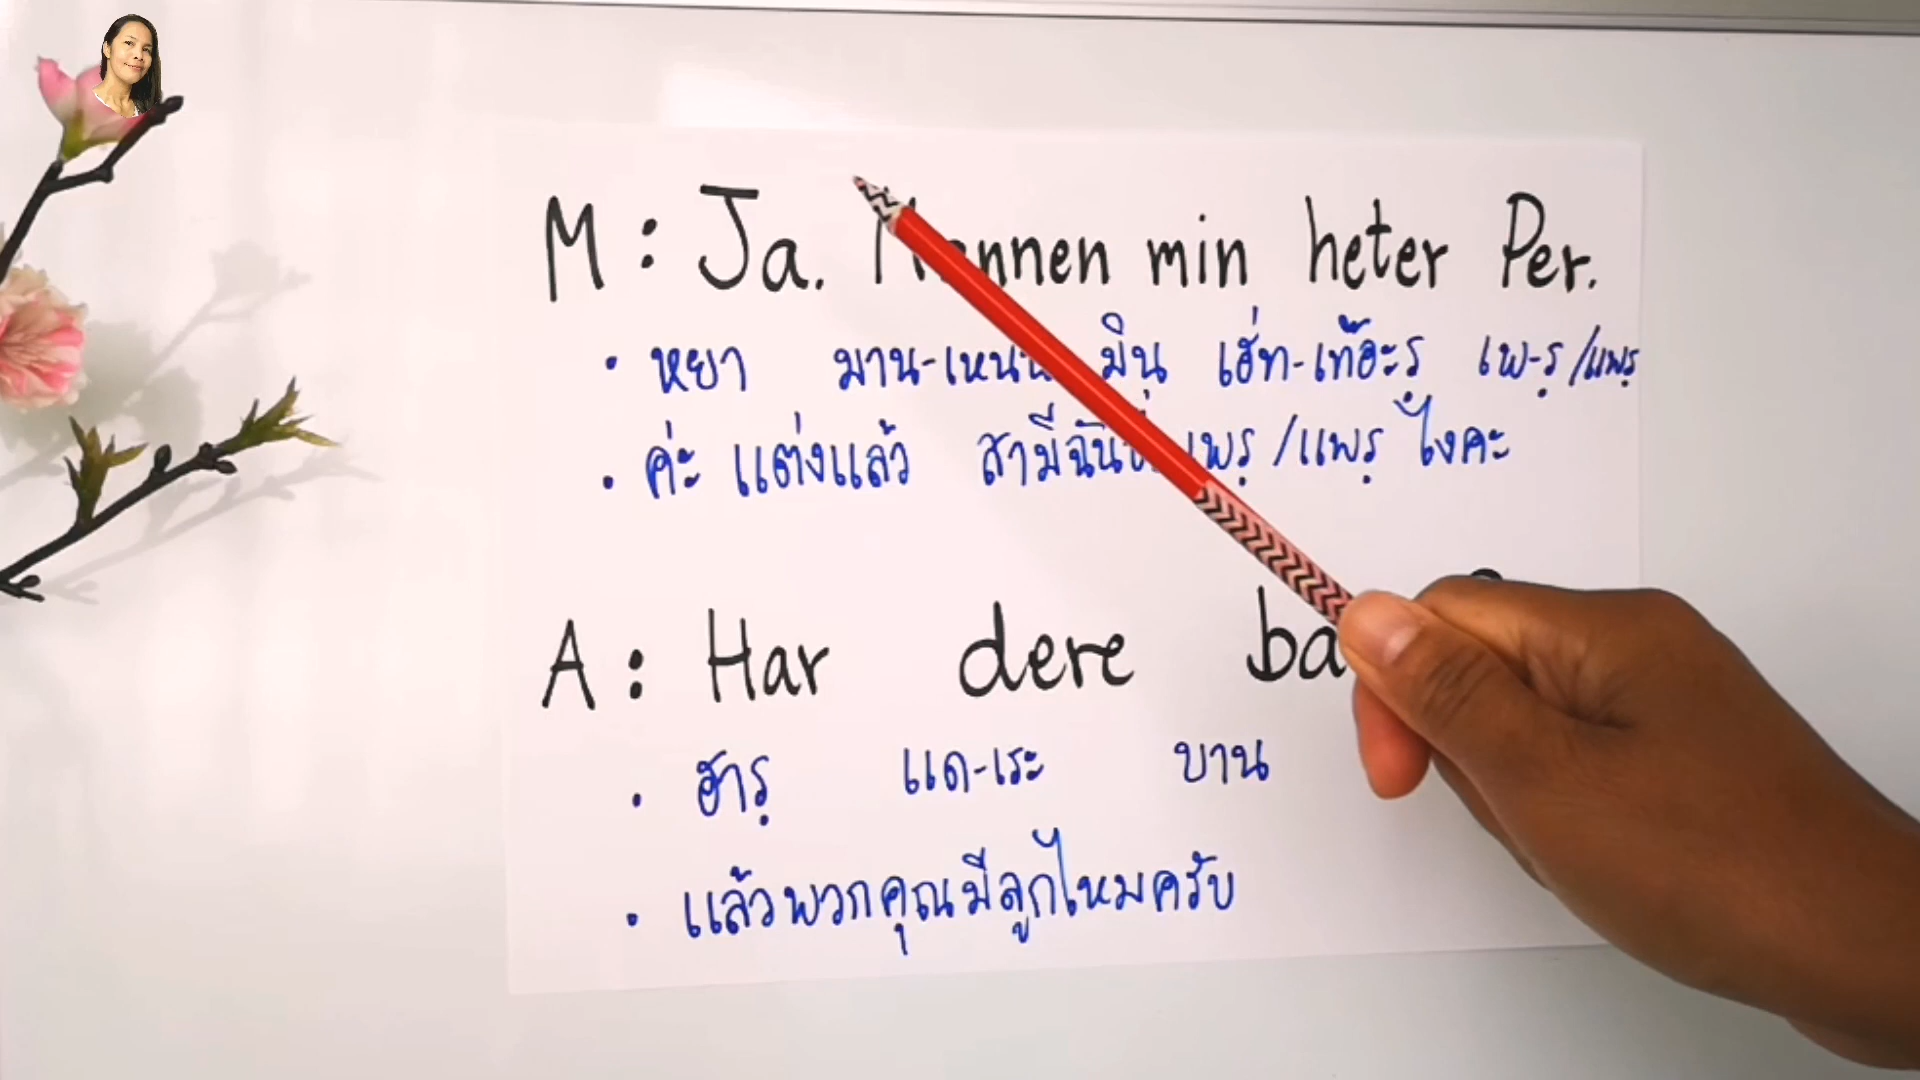 M : Ja. Mannen min heter Per.
• หยา มาน-เหนน มินฺ เฮ่ท-เท้อะรฺ เพ-รฺ/แพรฺ
• ค่ะ แต่งแล้ว สามีฉันชื่อ เพรฺ/แพรฺ ไงคะ
A : Har dere
• ฮารฺ แด-เระ บาน
• แล้วพวกคุณมีลูกไหมครับ